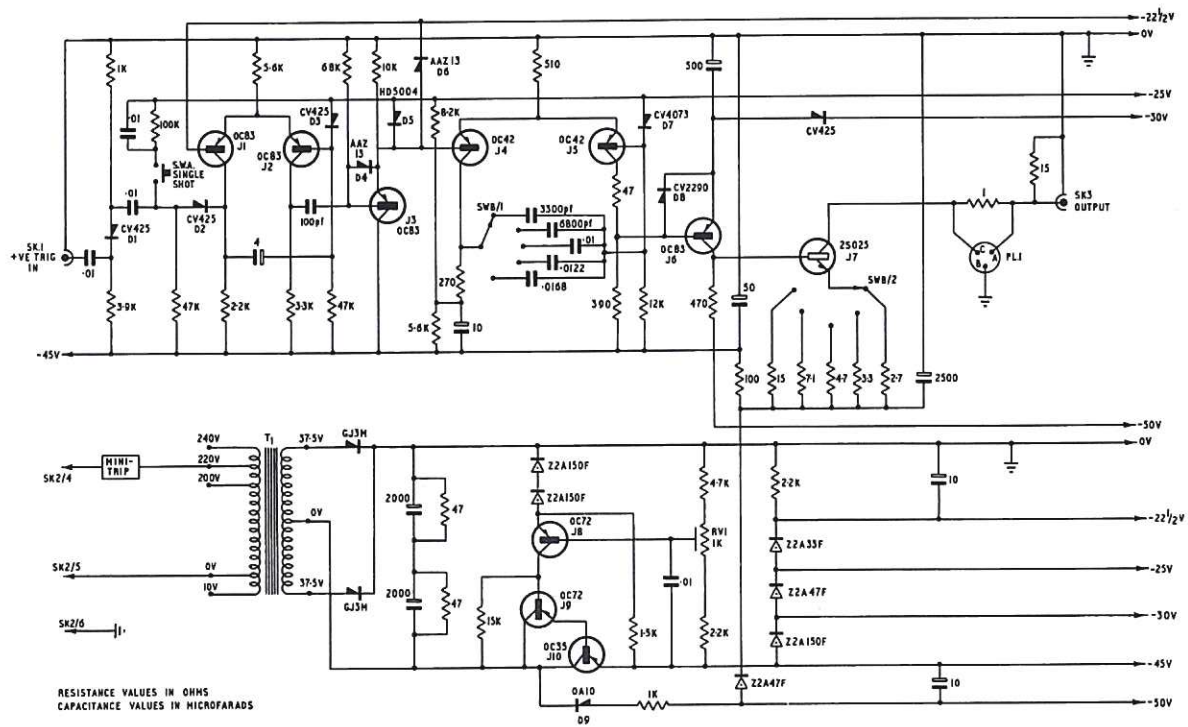 -22½V
0V
1K
5·6K
68K
10K
AAZ13
D6
510
500
HD5004
-25V
·01
100K
CV425
D3
D5
8·2K
CV4073
D7
CV425
-30V
OC83
J1
OC83
J2
OC42
J4
OC42
J5
S.W.A.
SINGLE
SHOT
AAZ
13
D4
47
15
·01
CV425
D2
100pf
J3
OC83
SWB/1
3300pf
6800pf
·01
·0122
·0168
CV2290
D8
OC83
J6
2S025
J7
1
SK3
OUTPUT
CV425
D1
SK.1
+VE TRIG
IN
·01
4
C
A
B
PL1
SWB/2
3·9K
47K
2·2K
3·3K
47K
270
5·6K
10
390
12K
470
50
-45V
100
15
7·1
4·7
3·3
2·7
2500
-50V
0V
240V
T1
37·5V
GJ3M
MINI-
TRIP
220V
SK2/4
200V
Z2A150F
Z2A150F
4·7K
2·2K
10
2000
47
0V
OC72
J8
RV1
1K
-22½V
Z2A33F
-25V
SK2/5
0V
10V
37·5V
GJ3M
2000
47
·01
Z2A47F
OC72
J9
15K
1·5K
2·2K
-30V
Z2A150F
SK2/6
OC35
J10
-45V
RESISTANCE VALUES IN OHMS
CAPACITANCE VALUES IN MICROFARADS
OA10
D9
1K
Z2A47F
10
-50V